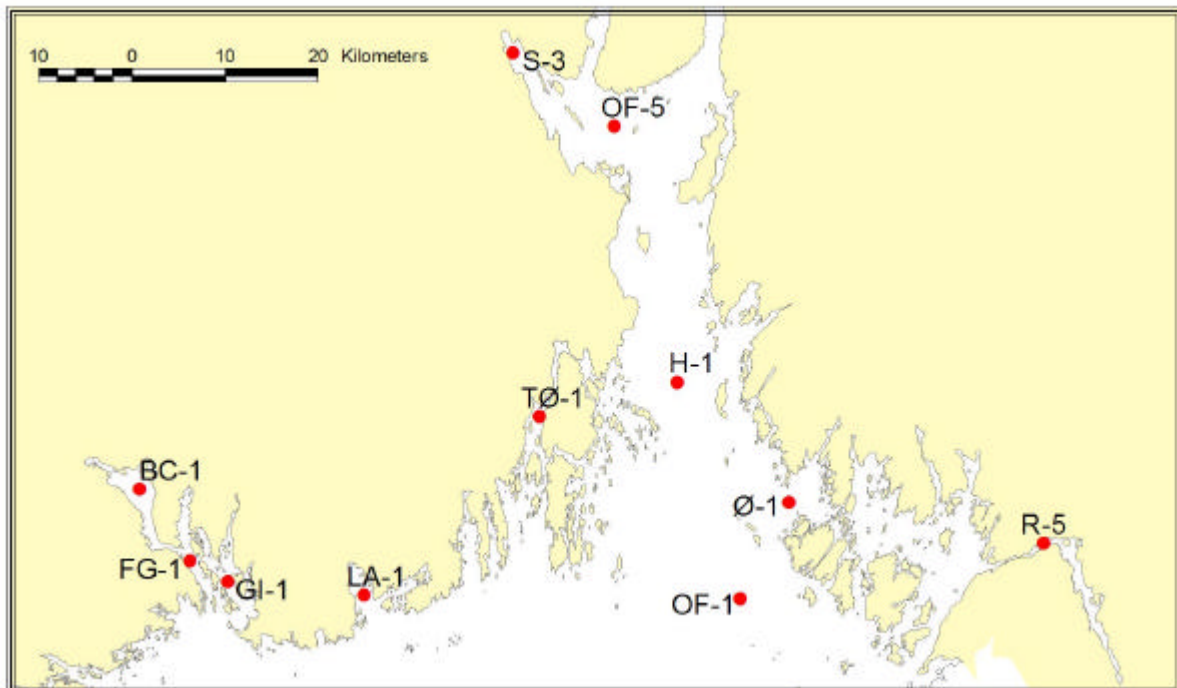 10 0 10 20 Kilometers
S-3
OF-5
H-1
TØ-1
BC-1
Ø-1
R-5
FG-1
GI-1
LA-1
OF-1